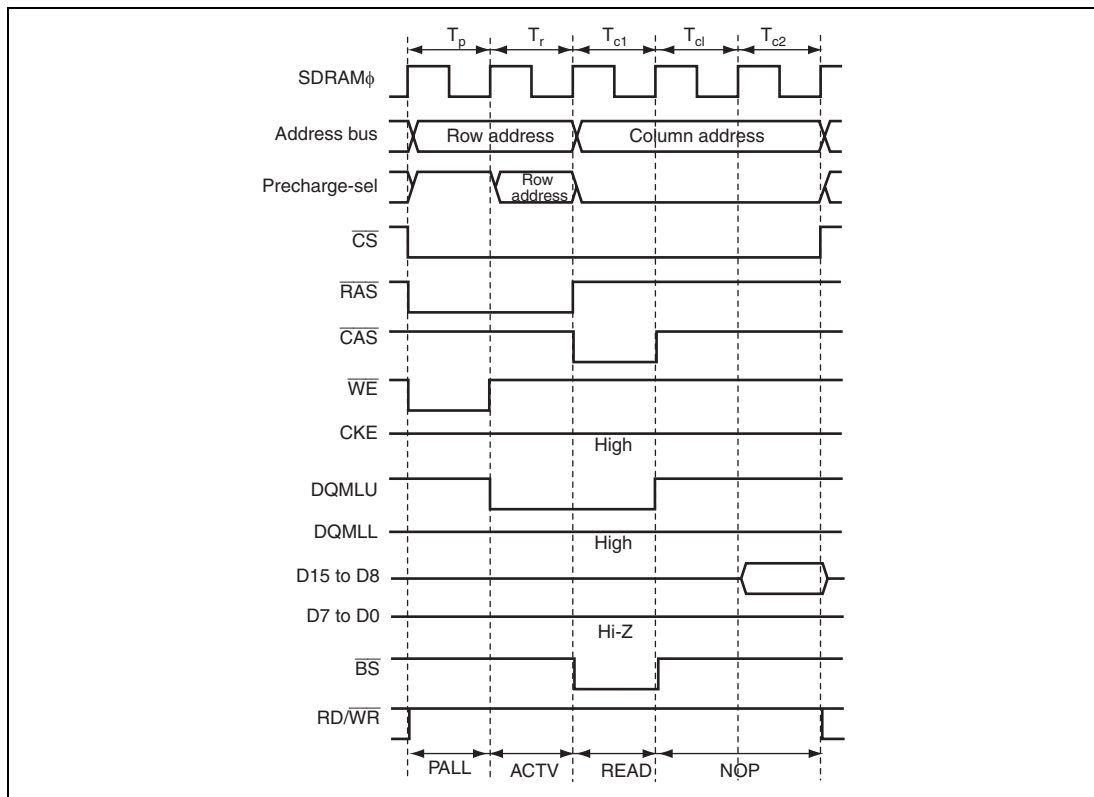 Tp Tr Tc1 Tcl Tc2
SDRAMϕ
Address bus Row address Column address
Precharge-sel Row
address
CS
RAS
CAS
WE
CKE
High
DQMLU
DQMLL
High
D15 to D8
D7 to D0
Hi-Z
BS
RD/WR
PALL ACTV READ NOP